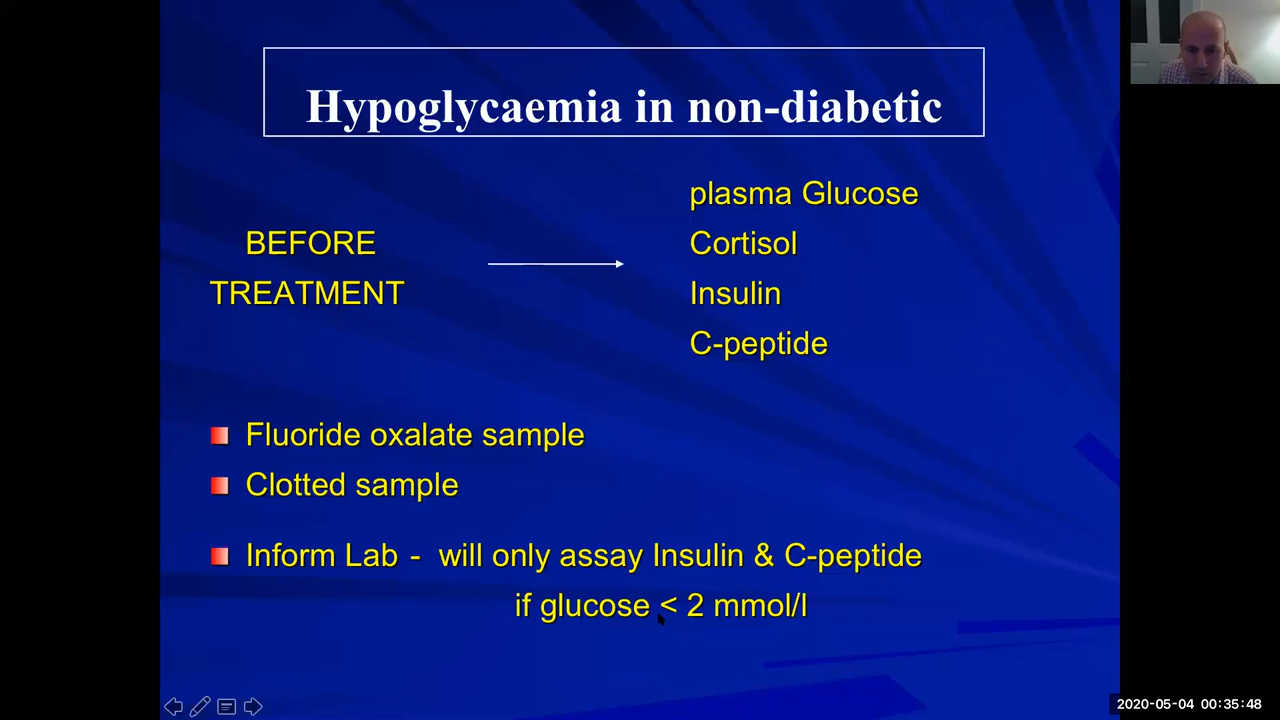 Hypoglycaemia in non-diabetic
BEFORE
TREATMENT
plasma Glucose
Cortisol
Insulin
C-peptide
Fluoride oxalate sample
Clotted sample
Inform Lab - will only assay Insulin & C-peptide
if glucose < 2 mmol/l
2020-05-04 00:35:48